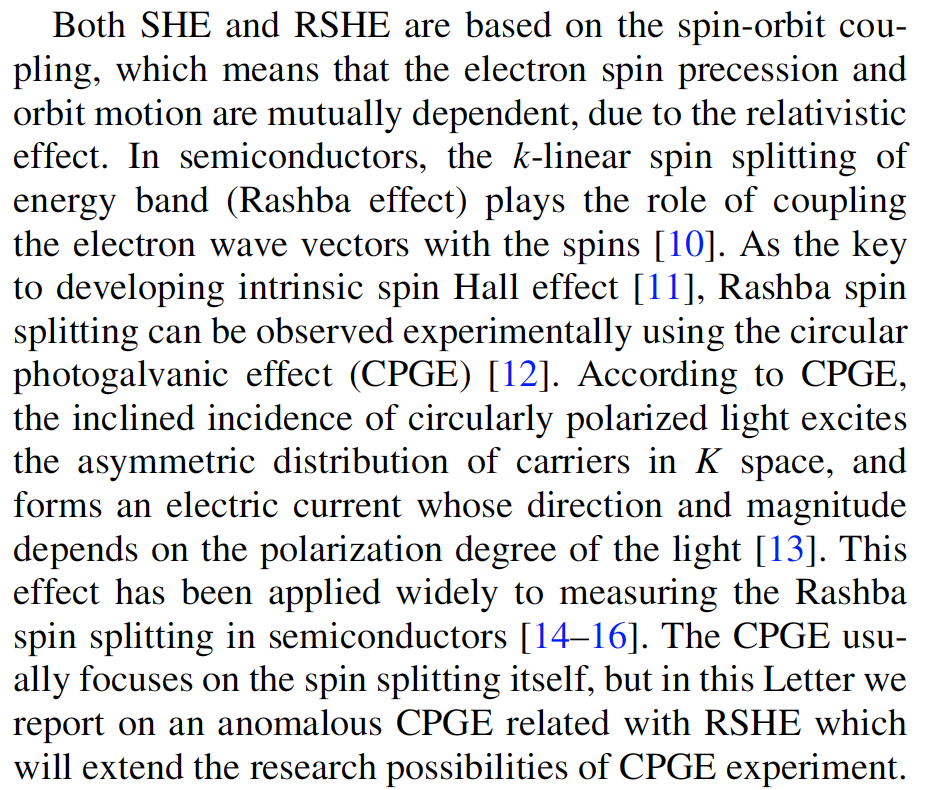 Both SHE and RSHE are based on the spin-orbit cou-
pling, which means that the electron spin precession and
orbit motion are mutually dependent, due to the relativistic
effect. In semiconductors, the k-linear spin splitting of
energy band (Rashba effect) plays the role of coupling
the electron wave vectors with the spins [10]. As the key
to developing intrinsic spin Hall effect [11], Rashba spin
splitting can be observed experimentally using the circular
photogalvanic effect (CPGE) [12]. According to CPGE,
the inclined incidence of circularly polarized light excites
the asymmetric distribution of carriers in K space, and
forms an electric current whose direction and magnitude
depends on the polarization degree of the light [13]. This
effect has been applied widely to measuring the Rashba
spin splitting in semiconductors [14–16]. The CPGE usu-
ally focuses on the spin splitting itself, but in this Letter we
report on an anomalous CPGE related with RSHE which
will extend the research possibilities of CPGE experiment.